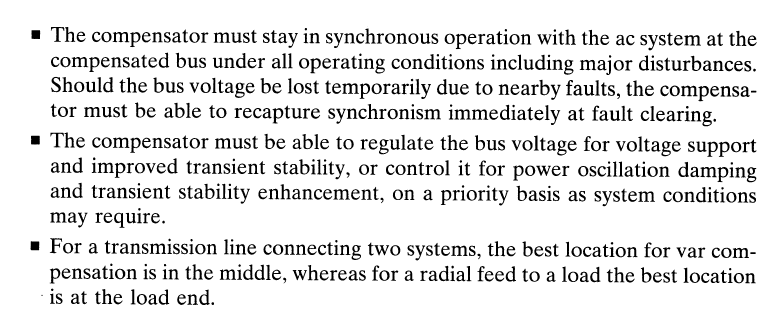 ■ The compensator must stay in synchronous operation with the ac system at the
compensated bus under all operating conditions including major disturbances.
Should the bus voltage be lost temporarily due to nearby faults, the compensa-
tor must be able to recapture synchronism immediately at fault clearing.
■ The compensator must be able to regulate the bus voltage for voltage support
and improved transient stability, or control it for power oscillation damping
and transient stability enhancement, on a priority basis as system conditions
may require.
■ For a transmission line connecting two systems, the best location for var com-
pensation is in the middle, whereas for a radial feed to a load the best location
is at the load end.